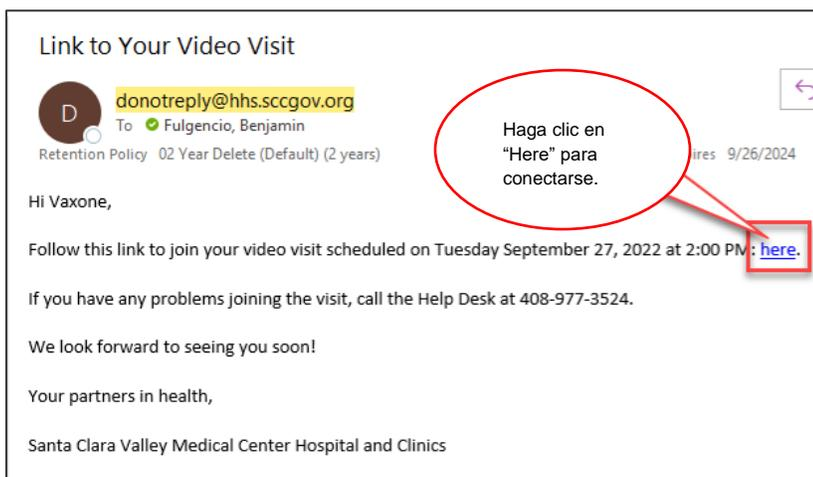 Link to Your Video Visit
D
donotreply@hhs.sccgov.org
To Fulgencio, Benjamin
Retention Policy 02 Year Delete (Default) (2 years)
ires 9/26/2024
Haga clic en
“Here” para
conectarse.
Hi Vaxone,
Follow this link to join your video visit scheduled on Tuesday September 27, 2022 at 2:00 PM: here.
If you have any problems joining the visit, call the Help Desk at 408-977-3524.
We look forward to seeing you soon!
Your partners in health,
Santa Clara Valley Medical Center Hospital and Clinics